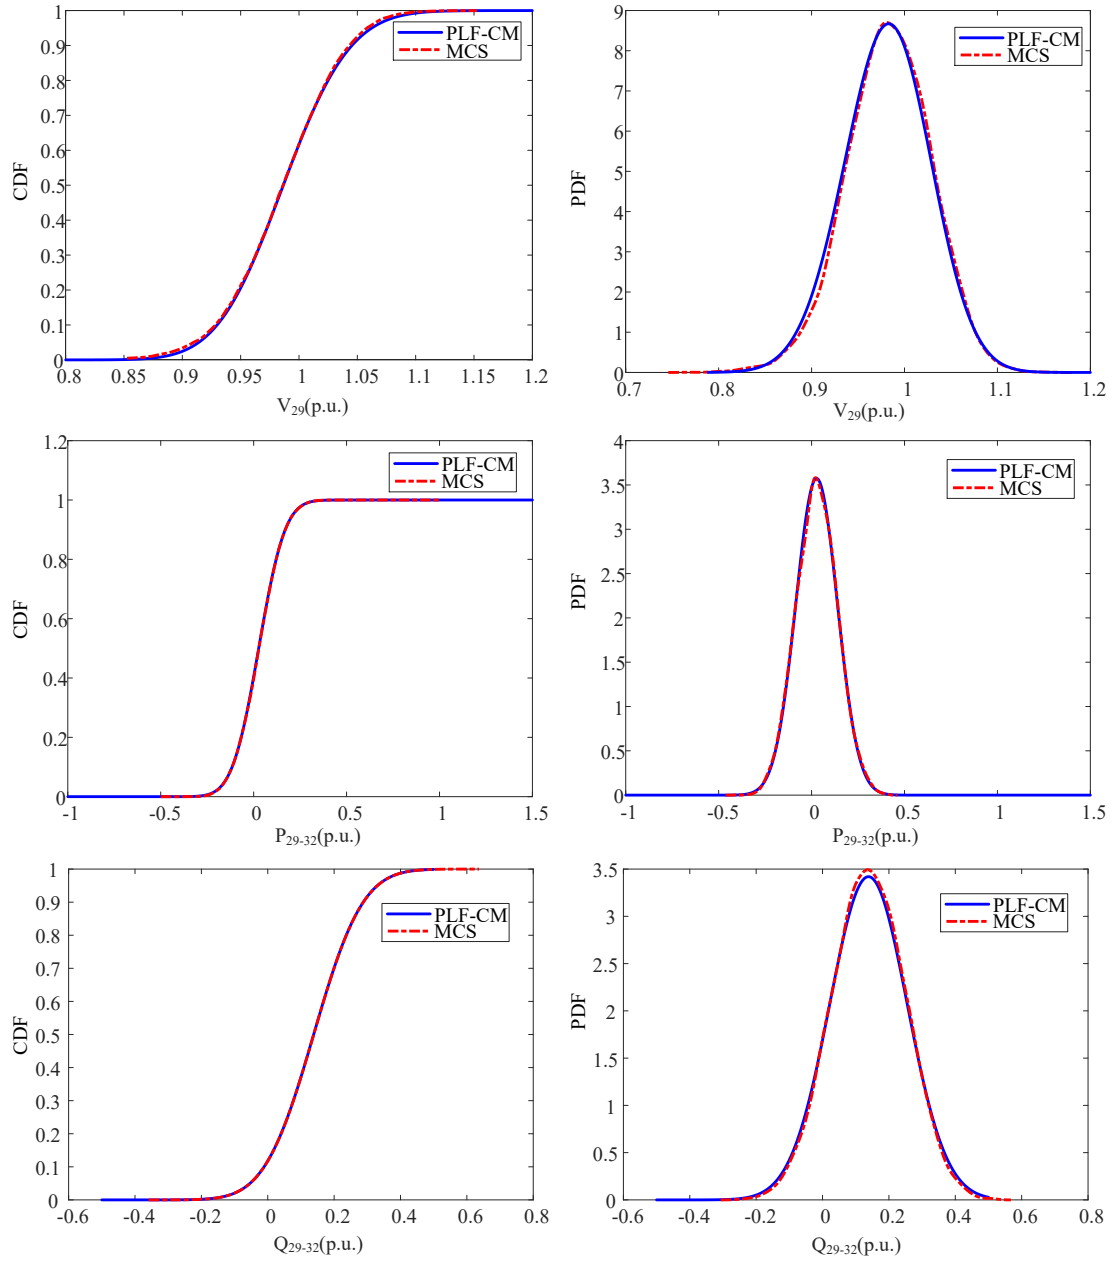 1
0.9
0.8
0.7
0.6
0.5
0.4
0.3
0.2
0.1
0
CDF
0.8 0.85 0.9 0.95 1 1.05 1.1 1.15 1.2
V29(p.u.)
PLF-CM
MCS
9
8
7
6
5
4
3
2
1
0
PDF
0.7 0.8 0.9 1 1.1 1.2
V29(p.u.)
PLF-CM
MCS
1.2
1
0.8
0.6
0.4
0.2
0
CDF
-1 -0.5 0 0.5 1 1.5
P29-32(p.u.)
PLF-CM
MCS
4
3.5
3
2.5
2
1.5
1
0.5
0
PDF
-1 -0.5 0 0.5 1 1.5
P29-32(p.u.)
PLF-CM
MCS
1
0.9
0.8
0.7
0.6
0.5
0.4
0.3
0.2
0.1
0
CDF
-0.6 -0.4 -0.2 0 0.2 0.4 0.6 0.8
Q29-32(p.u.)
PLF-CM
MCS
3.5
3
2.5
2
1.5
1
0.5
0
PDF
-0.6 -0.4 -0.2 0 0.2 0.4 0.6 0.8
Q29-32(p.u.)
PLF-CM
MCS